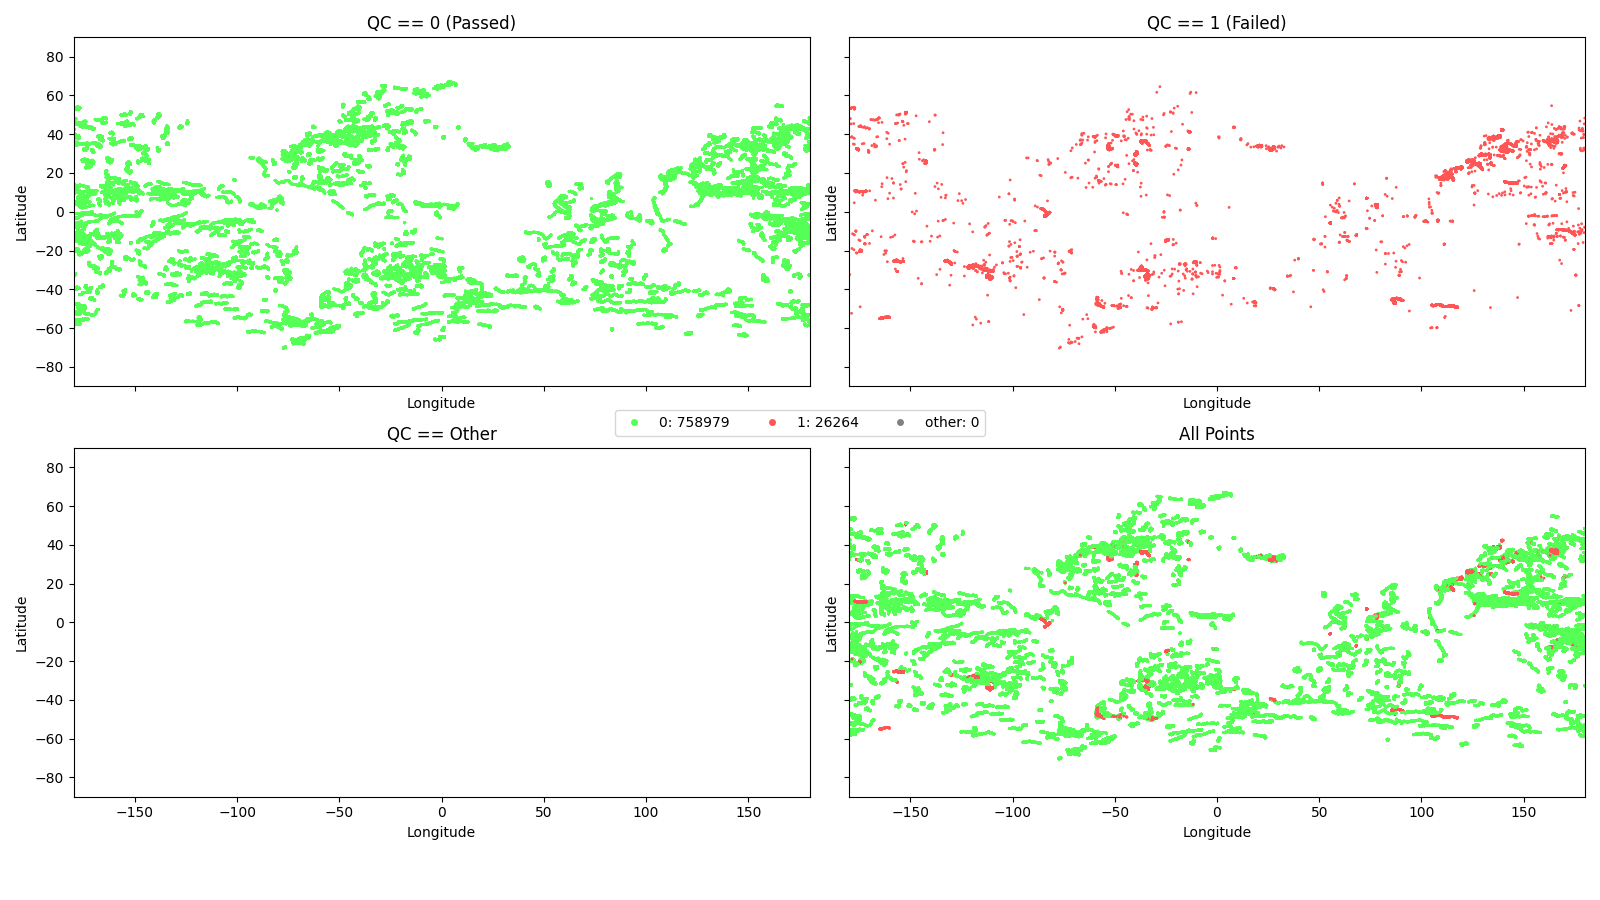 QC == 0 (Passed)
QC == 1 (Failed)
80
60
40
20
0
−20
−40
−60
−80
Latitude
Latitude
Longitude
Longitude
0: 758979
1: 26264
other: 0
QC == Other
All Points
80
60
40
20
0
−20
−40
−60
−80
Latitude
Latitude
−150
−100
−50
0
50
100
150
−150
−100
−50
0
50
100
150
Longitude
Longitude